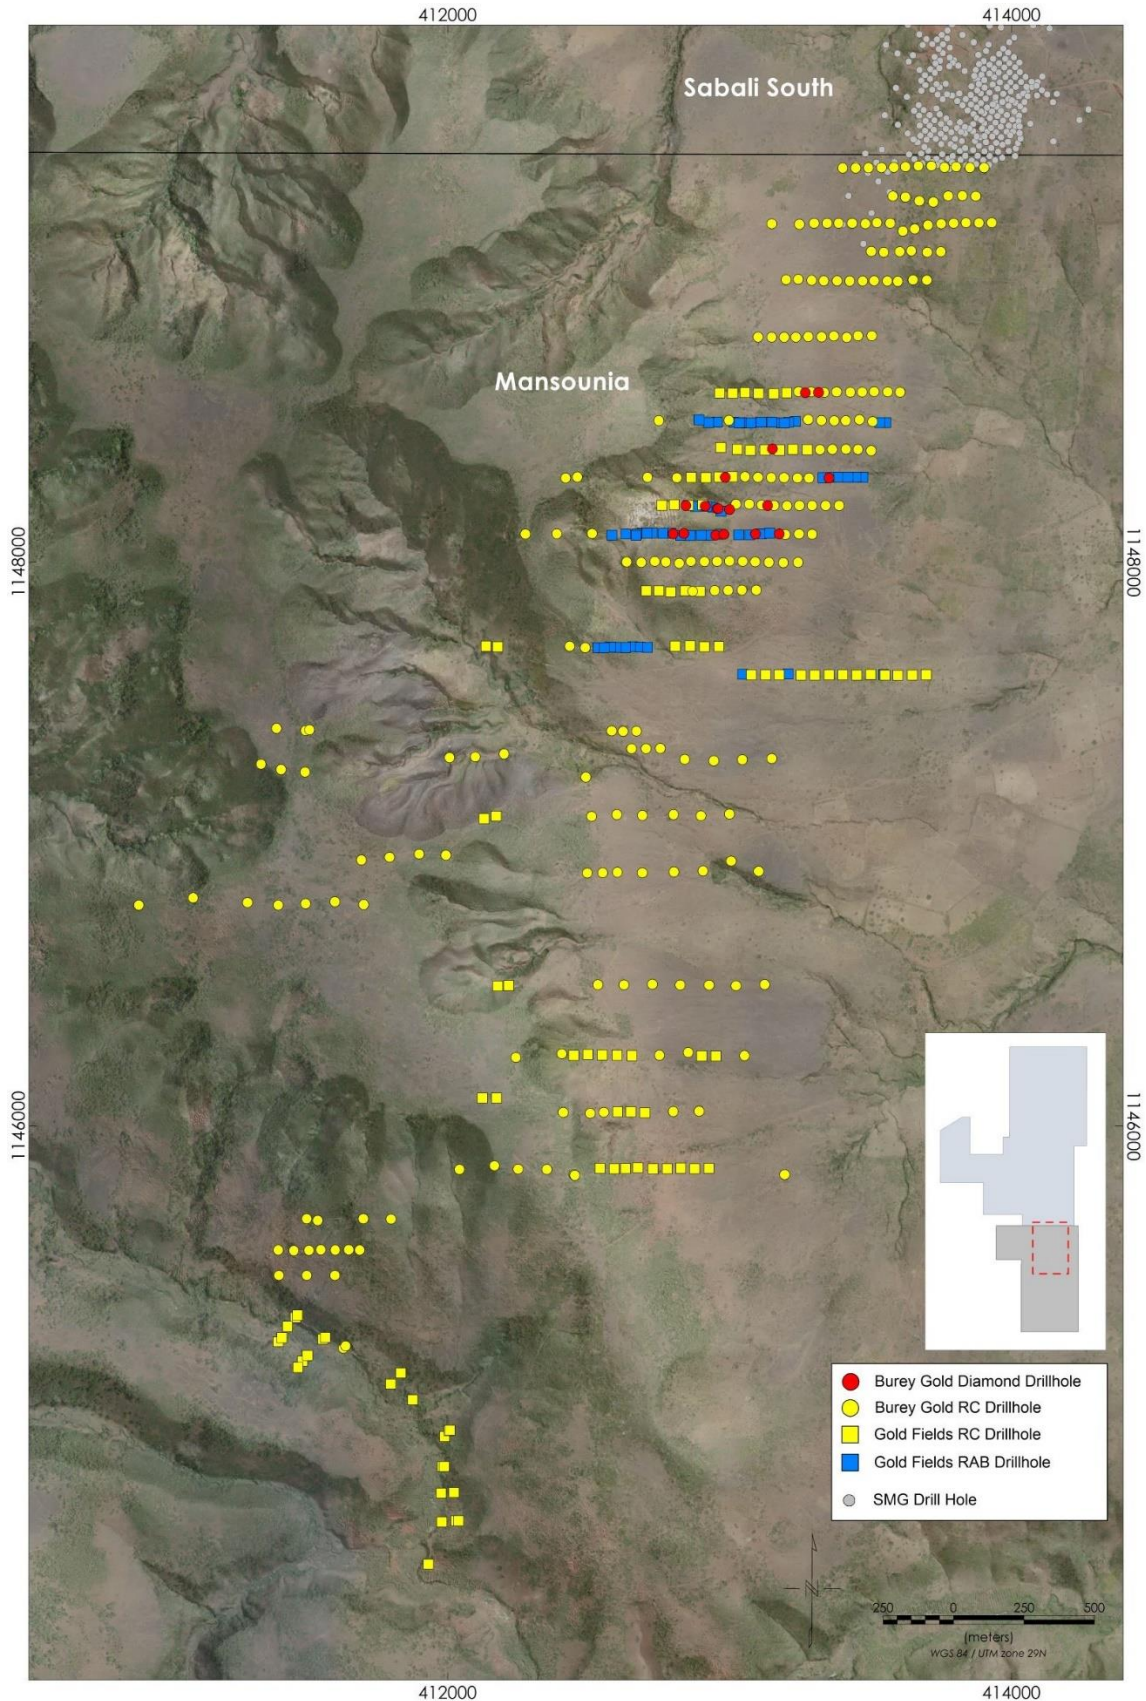 412000
414000
Sabali South
Mansounia
1148000
1148000
1146000
1146000
Burey Gold Diamond Drillhole
Burey Gold RC Drillhole
Gold Fields RC Drillhole
Gold Fields RAB Drillhole
SMG Drill Hole
N
250 0 250 500
(meters)
WGS 84 / UTM zone 29N
412000
414000